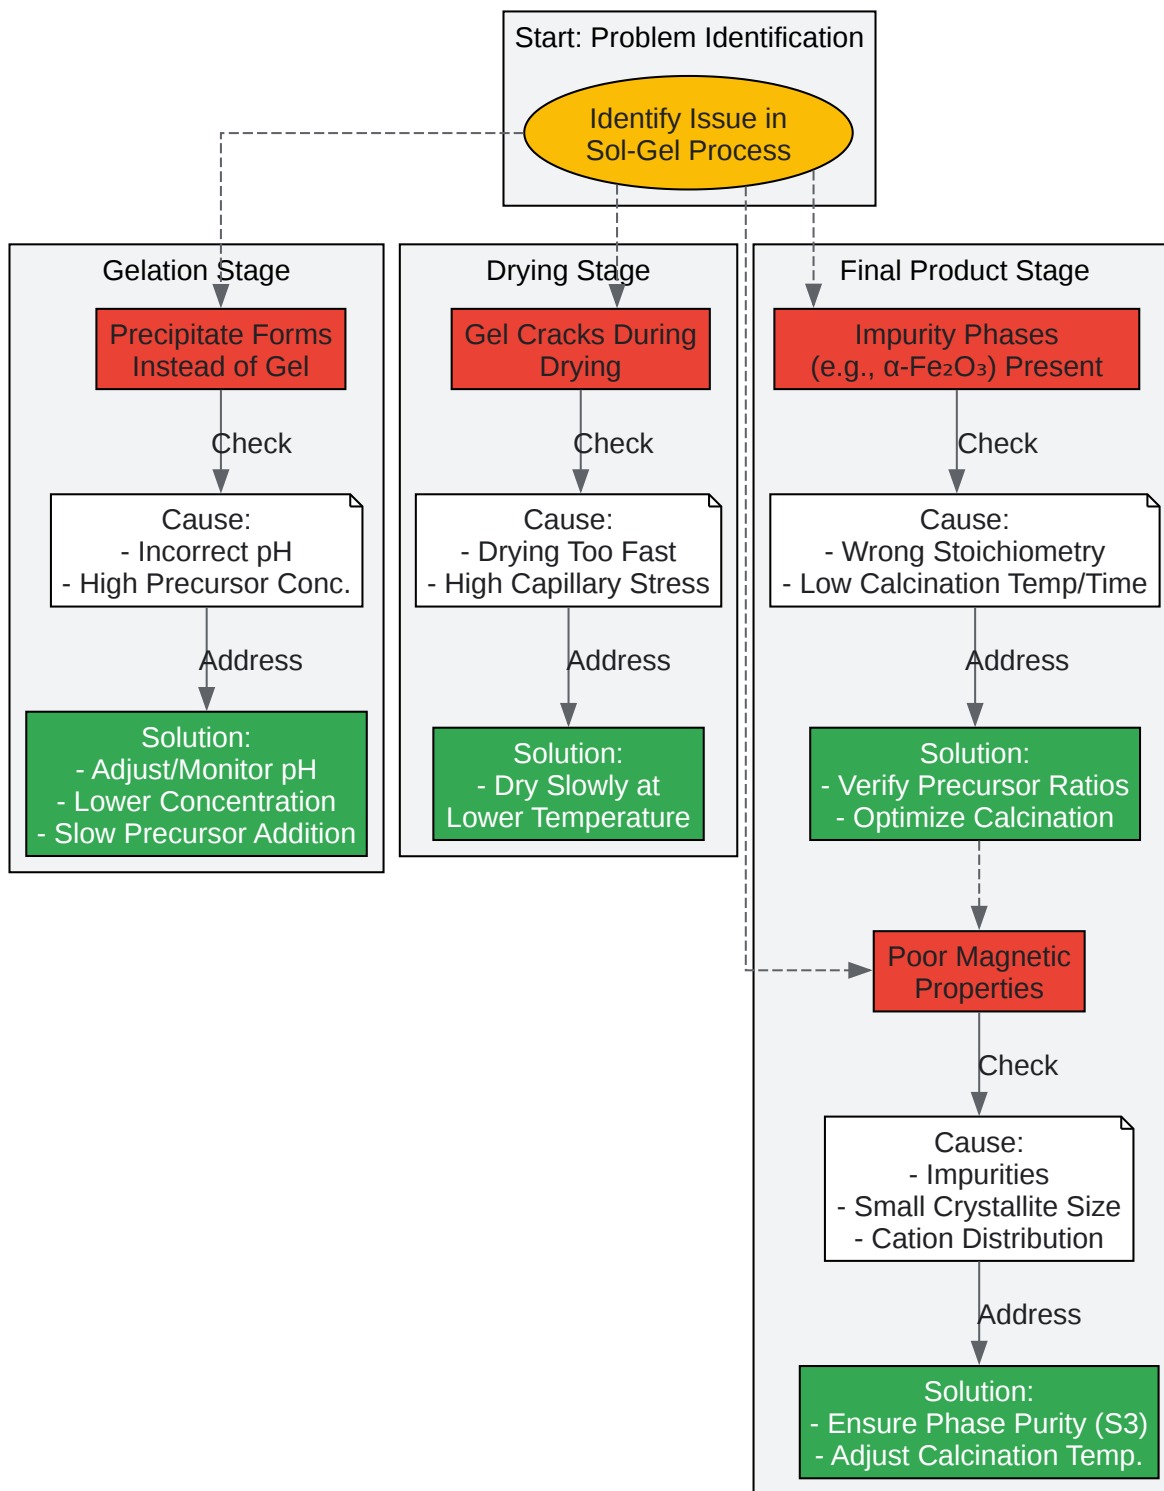 Start: Problem Identification
Identify Issue in
Sol-Gel Process
Gelation Stage
Precipitate Forms
Instead of Gel
Check
Cause:
- Incorrect pH
- High Precursor Conc.
Address
Solution:
- Adjust/Monitor pH
- Lower Concentration
- Slow Precursor Addition
Drying Stage
Gel Cracks During
Drying
Check
Cause:
- Drying Too Fast
- High Capillary Stress
Address
Solution:
- Dry Slowly at
Lower Temperature
Final Product Stage
Impurity Phases
(e.g., α-Fe₂O₃) Present
Check
Cause:
- Wrong Stoichiometry
- Low Calcination Temp/Time
Address
Solution:
- Verify Precursor Ratios
- Optimize Calcination
Poor Magnetic
Properties
Check
Cause:
- Impurities
- Small Crystallite Size
- Cation Distribution
Address
Solution:
- Ensure Phase Purity (S3)
- Adjust Calcination Temp.